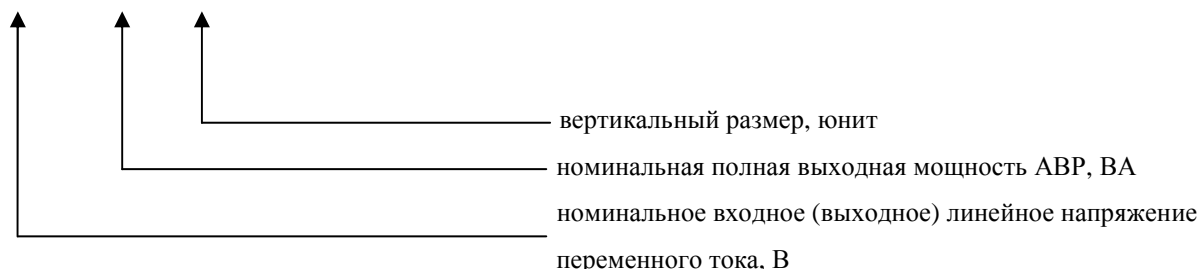 вертикальный размер, юнит
номинальная полная выходная мощность АВР, ВА
номинальное входное (выходное) линейное напряжение
переменного тока, В